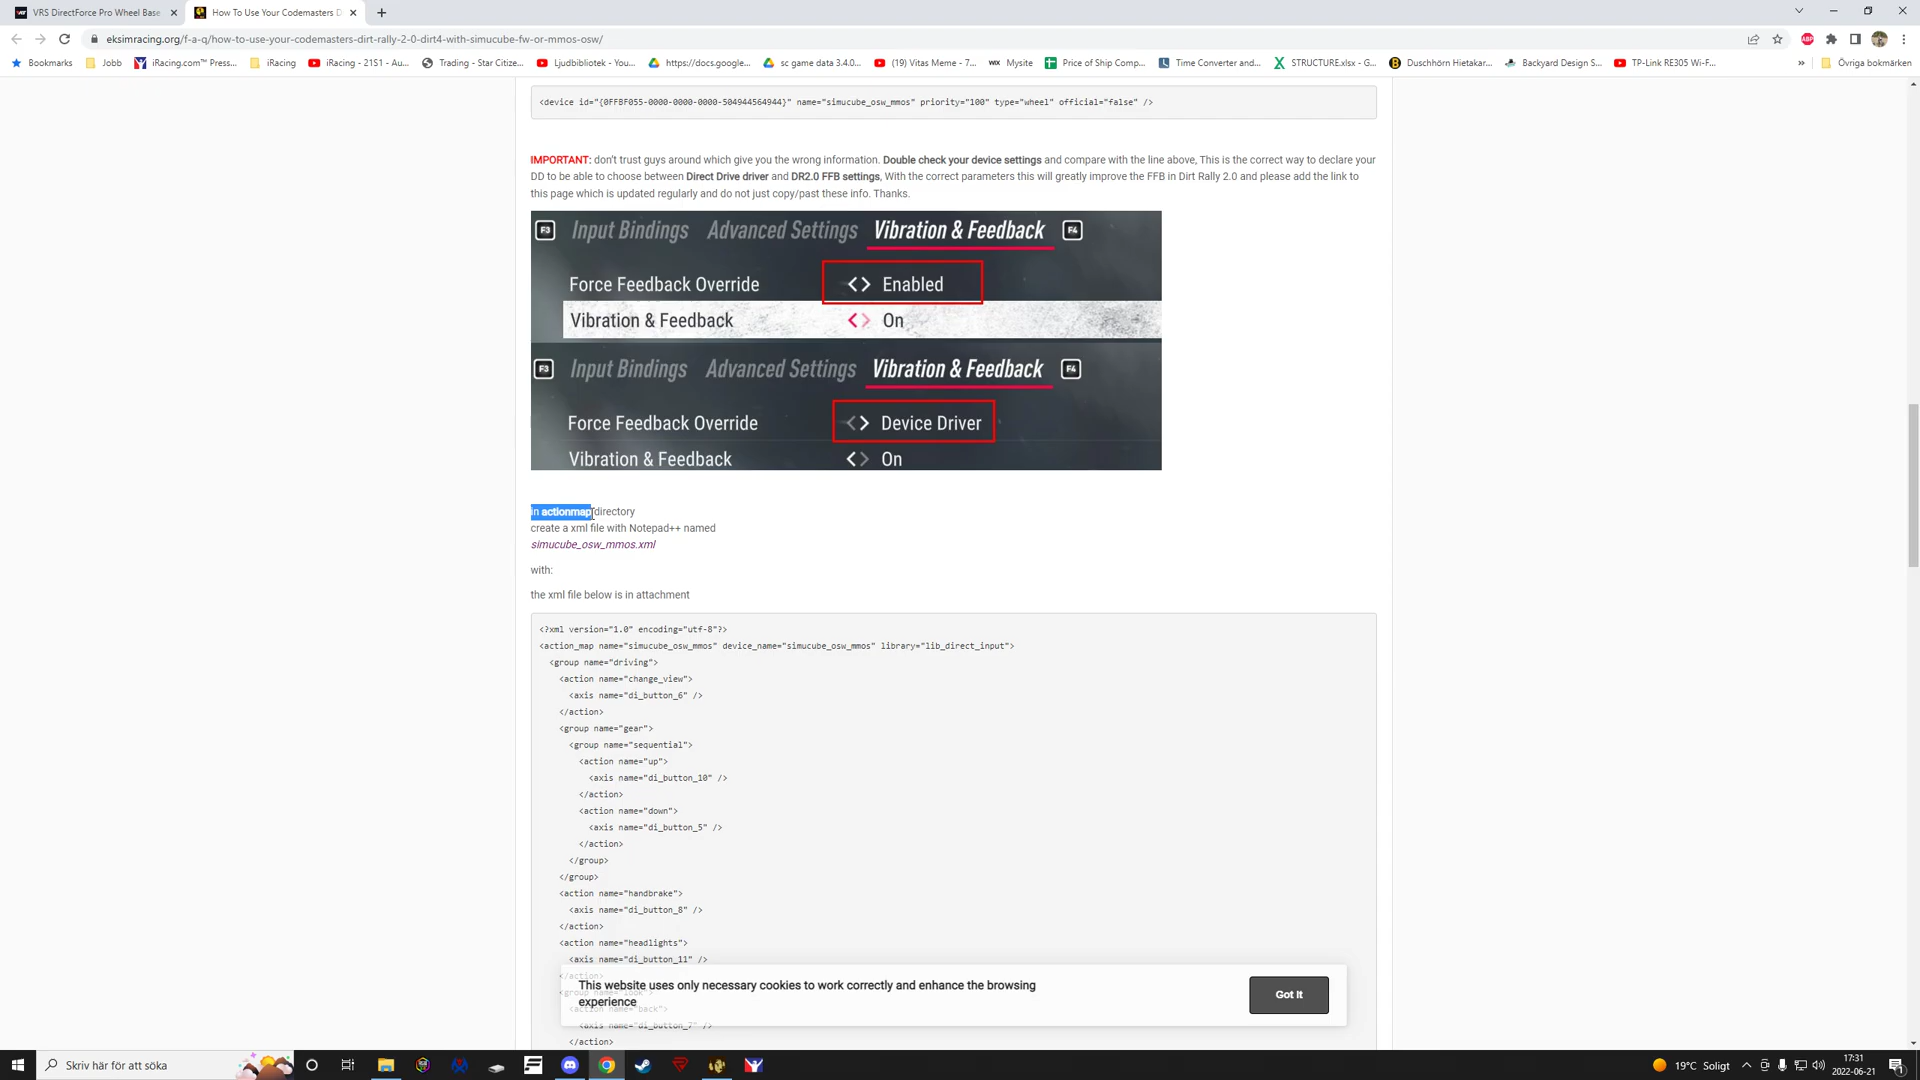 VRS DirectForce Pro Wheel Base
How To Use Your Codemasters D
eksimracing.org/f-a-q/how-to-use-your-codemasters-dirt-rally-2-0-dirt4-with-simucube-fw-or-mmos-osw/
Bookmarks Jobb iRacing.com™ Press... iRacing iRacing - 21S1 - Au... Trading - Star Citize... Ljudbibliotek - You... https://docs.google... sc game data 3.4.0... (19) Vitas Meme - 7... WiX Mysite Price of Ship Comp... Time Converter and... STRUCTURE.xlsx - G... Duschhörn Hietakar... Backyard Design S... TP-Link RE305 Wi-F... » Övriga bokmärken
<device id="{0FFBF055-0000-0000-0000-504944564944}" name="simucube_osw_mmos" priority="100" type="wheel" official="false" />
IMPORTANT: don't trust guys around which give you the wrong information. Double check your device settings and compare with the line above, This is the correct way to declare your
DD to be able to choose between Direct Drive driver and DR2.0 FFB settings, With the correct parameters this will greatly improve the FFB in Dirt Rally 2.0 and please add the link to
this page which is updated regularly and do not just copy/past these info. Thanks.
F3 Input Bindings Advanced Settings Vibration & Feedback F4
Force Feedback Override <> Enabled
Vibration & Feedback <> On
F3 Input Bindings Advanced Settings Vibration & Feedback F4
Force Feedback Override <> Device Driver
Vibration & Feedback <> On
in actionmap directory
create a xml file with Notepad++ named
simucube_osw_mmos.xml
with:
the xml file below is in attachment
<?xml version="1.0" encoding="utf-8"?>
<action_map name="simucube_osw_mmos" device_name="simucube_osw_mmos" library="lib_direct_input">
<group name="driving">
<action name="change_view">
<axis name="di_button_6" />
</action>
<group name="gear">
<group name="sequential">
<action name="up">
<axis name="di_button_10" />
</action>
<action name="down">
<axis name="di_button_5" />
</action>
</group>
</group>
<action name="handbrake">
<axis name="di_button_8" />
</action>
<action name="headlights">
<axis name="di_button_11" />
</action>
<group name="look">
<action name="back">
<axis name="di_button_7" />
</action>
This website uses only necessary cookies to work correctly and enhance the browsing
experience
Got It
Skriv här för att söka
19°C Soligt
17:31
2022-06-21